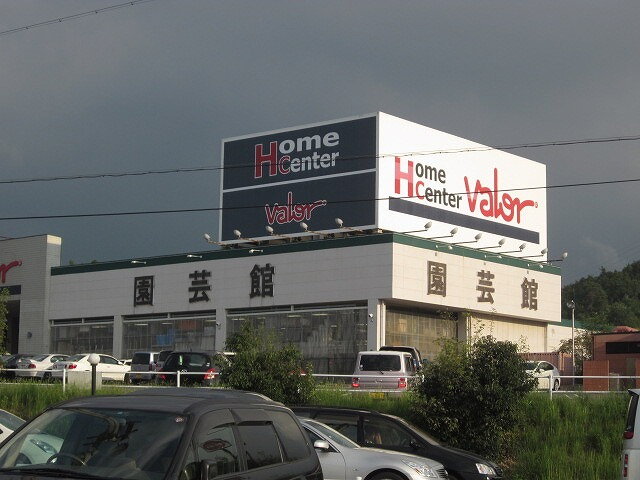 Home
Center
valor
Home
Center valor
園芸館
園芸館